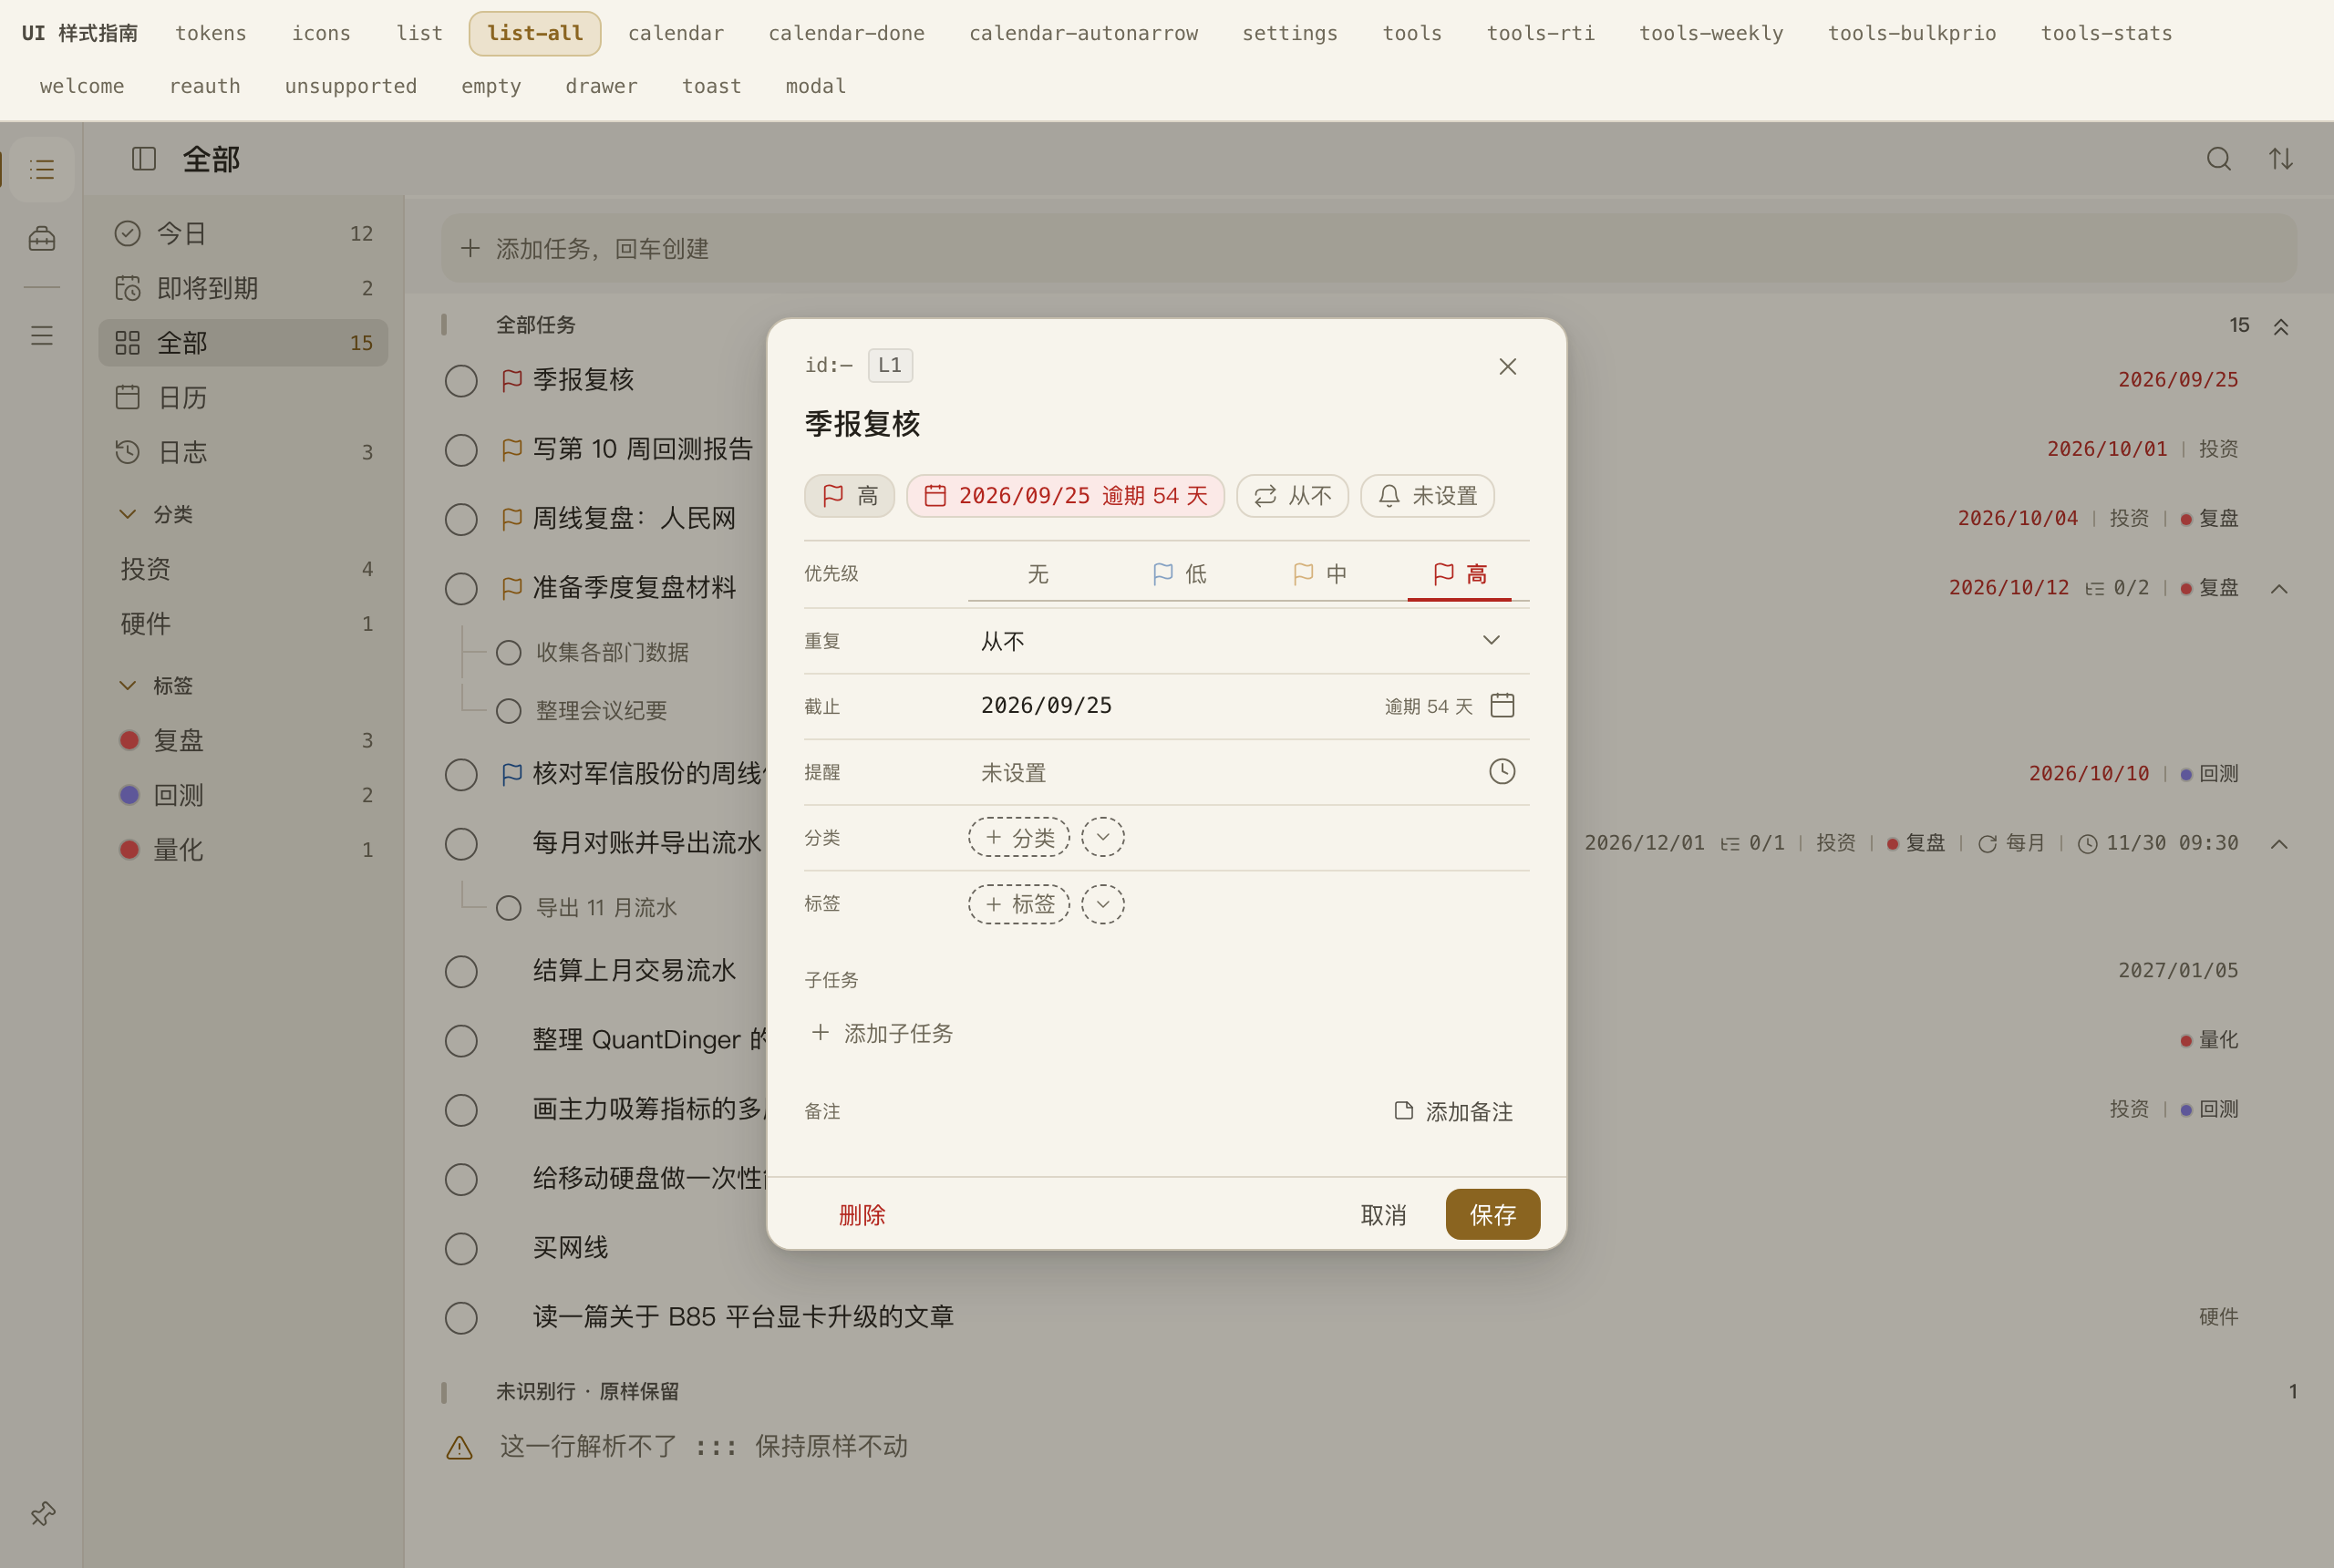 UI 样式指南 tokens icons list list-all calendar calendar-done calendar-autonarrow settings tools tools-rti tools-weekly tools-bulkprio tools-stats
welcome reauth unsupported empty drawer toast modal
全部
今日 12
即将到期 2
全部 15
日历
日志 3
分类
投资 4
硬件 1
标签
复盘 3
回测 2
量化 1
添加任务，回车创建
全部任务 15
季报复核 2026/09/25
写第 10 周回测报告 2026/10/01 | 投资
周线复盘：人民网 2026/10/04 | 投资 | 复盘
准备季度复盘材料 2026/10/12 0/2 | 复盘
收集各部门数据
整理会议纪要
核对军信股份的周线 2026/10/10 | 回测
每月对账并导出流水 2026/12/01 0/1 | 投资 | 复盘 | 每月 | 11/30 09:30
导出 11 月流水
结算上月交易流水 2027/01/05
整理 QuantDinger 的 量化
画主力吸筹指标的多 投资 | 回测
给移动硬盘做一次性
买网线
读一篇关于 B85 平台显卡升级的文章 硬件
未识别行 · 原样保留 1
这一行解析不了 ::: 保持原样不动
id:— L1
季报复核
高 2026/09/25 逾期 54 天 从不 未设置
优先级 无 低 中 高
重复 从不
截止 2026/09/25 逾期 54 天
提醒 未设置
分类 + 分类
标签 + 标签
子任务
+ 添加子任务
备注 添加备注
删除 取消 保存